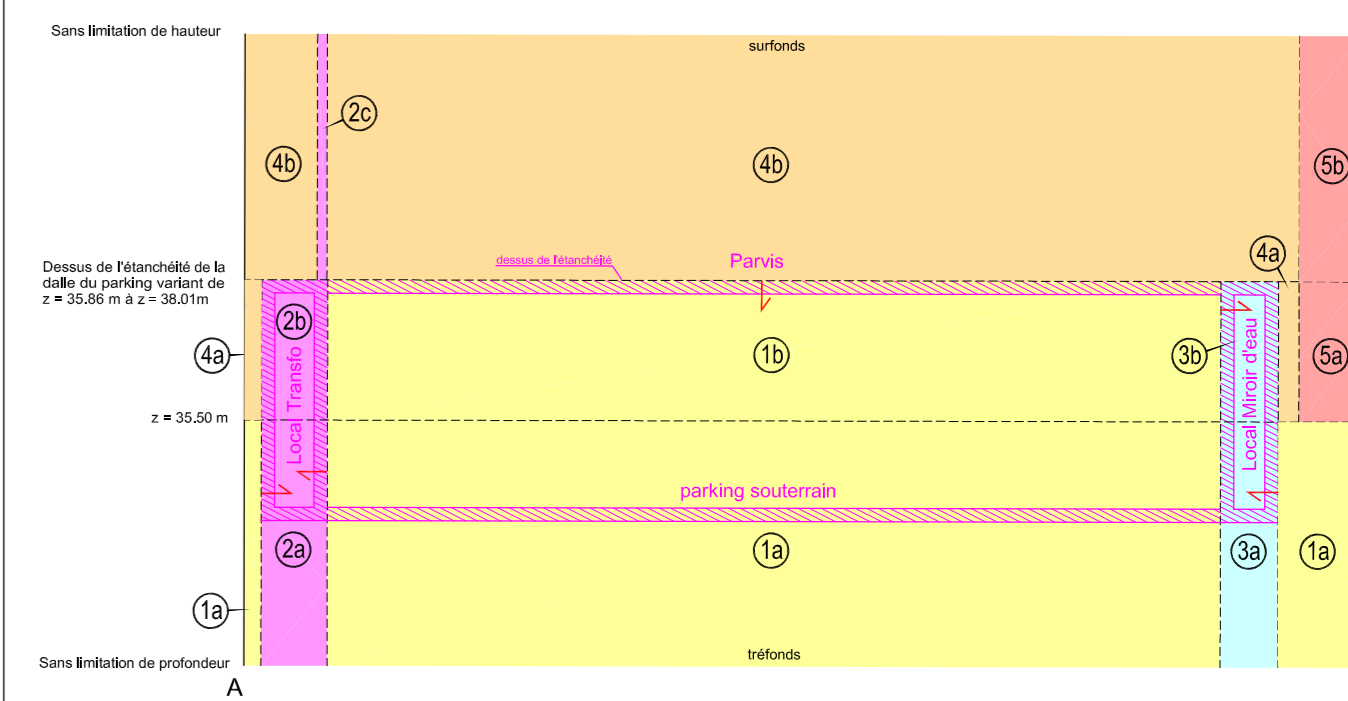 Sans limitation de hauteur
surfonds
2c
4b
4b
5b
4a
Dessus de l'étanchéité de la
dalle du parking variant de
z = 35.86 m à z = 38.01m
dessus de l'étanchéité
Parvis
2b
Local Transfo
4a
1b
3b
Local Miroir d'eau
5a
z = 35.50 m
parking souterrain
2a
1a
3a
1a
1a
Sans limitation de profondeur
tréfonds
A